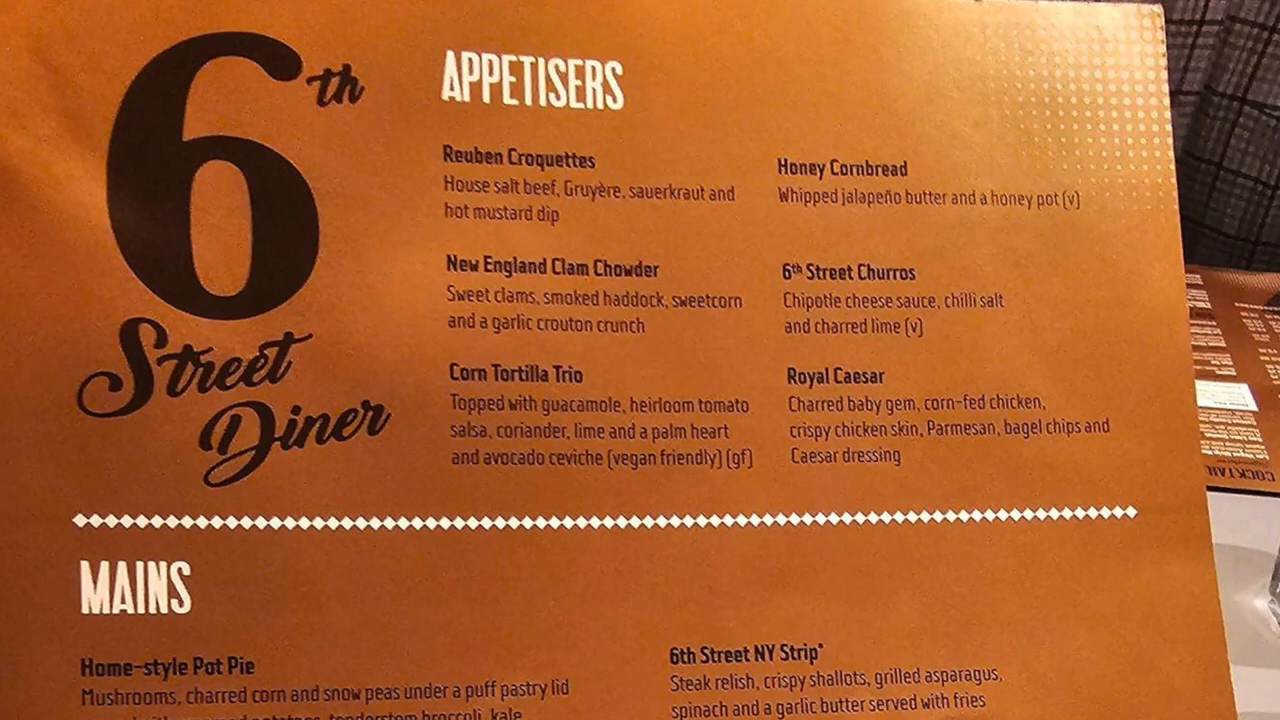 6th
Street
Diner
APPETISERS
Reuben Croquettes
House salt beef, Gruyère, sauerkraut and
hot mustard dip
New England Clam Chowder
Sweet clams, smoked haddock, sweetcorn
and a garlic crouton crunch
Corn Tortilla Trio
Topped with guacamole, heirloom tomato
salsa, coriander, lime and a palm heart
and avocado ceviche (vegan friendly) (gf)
Honey Cornbread
Whipped jalapeño butter and a honey pot (v)
6th Street Churros
Chipotle cheese sauce, chilli salt
and charred lime (v)
Royal Caesar
Charred baby gem, corn-fed chicken,
crispy chicken skin, Parmesan, bagel chips and
Caesar dressing
MAINS
Home-style Pot Pie
Mushrooms, charred corn and snow peas under a puff pastry lid
potatoes, tenderstem broccoli, kale
6th Street NY Strip*
Steak relish, crispy shallots, grilled asparagus,
spinach and a garlic butter served with fries
COCKTAIL